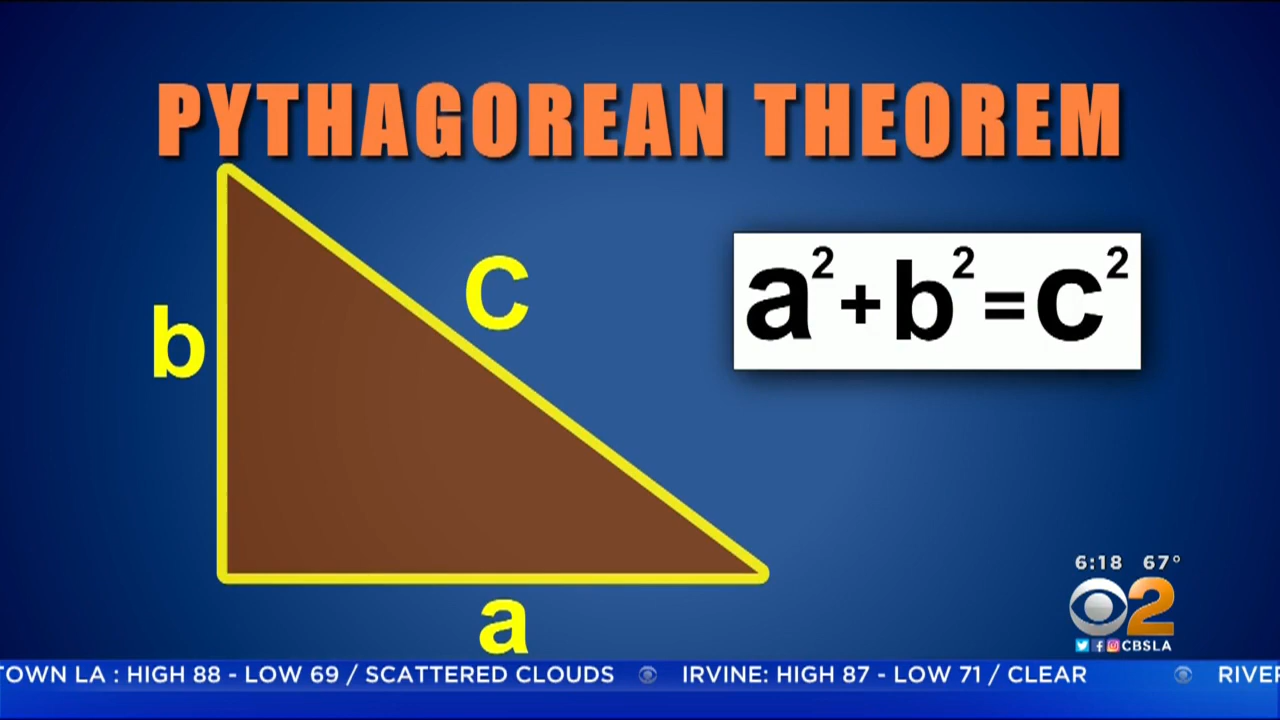 PYTHAGOREAN THEOREM
b
C
a² + b² = c²
a
6:18 67°
2
CBSLA
TOWN LA : HIGH 88 - LOW 69 / SCATTERED CLOUDS IRVINE: HIGH 87 - LOW 71 / CLEAR RIVER